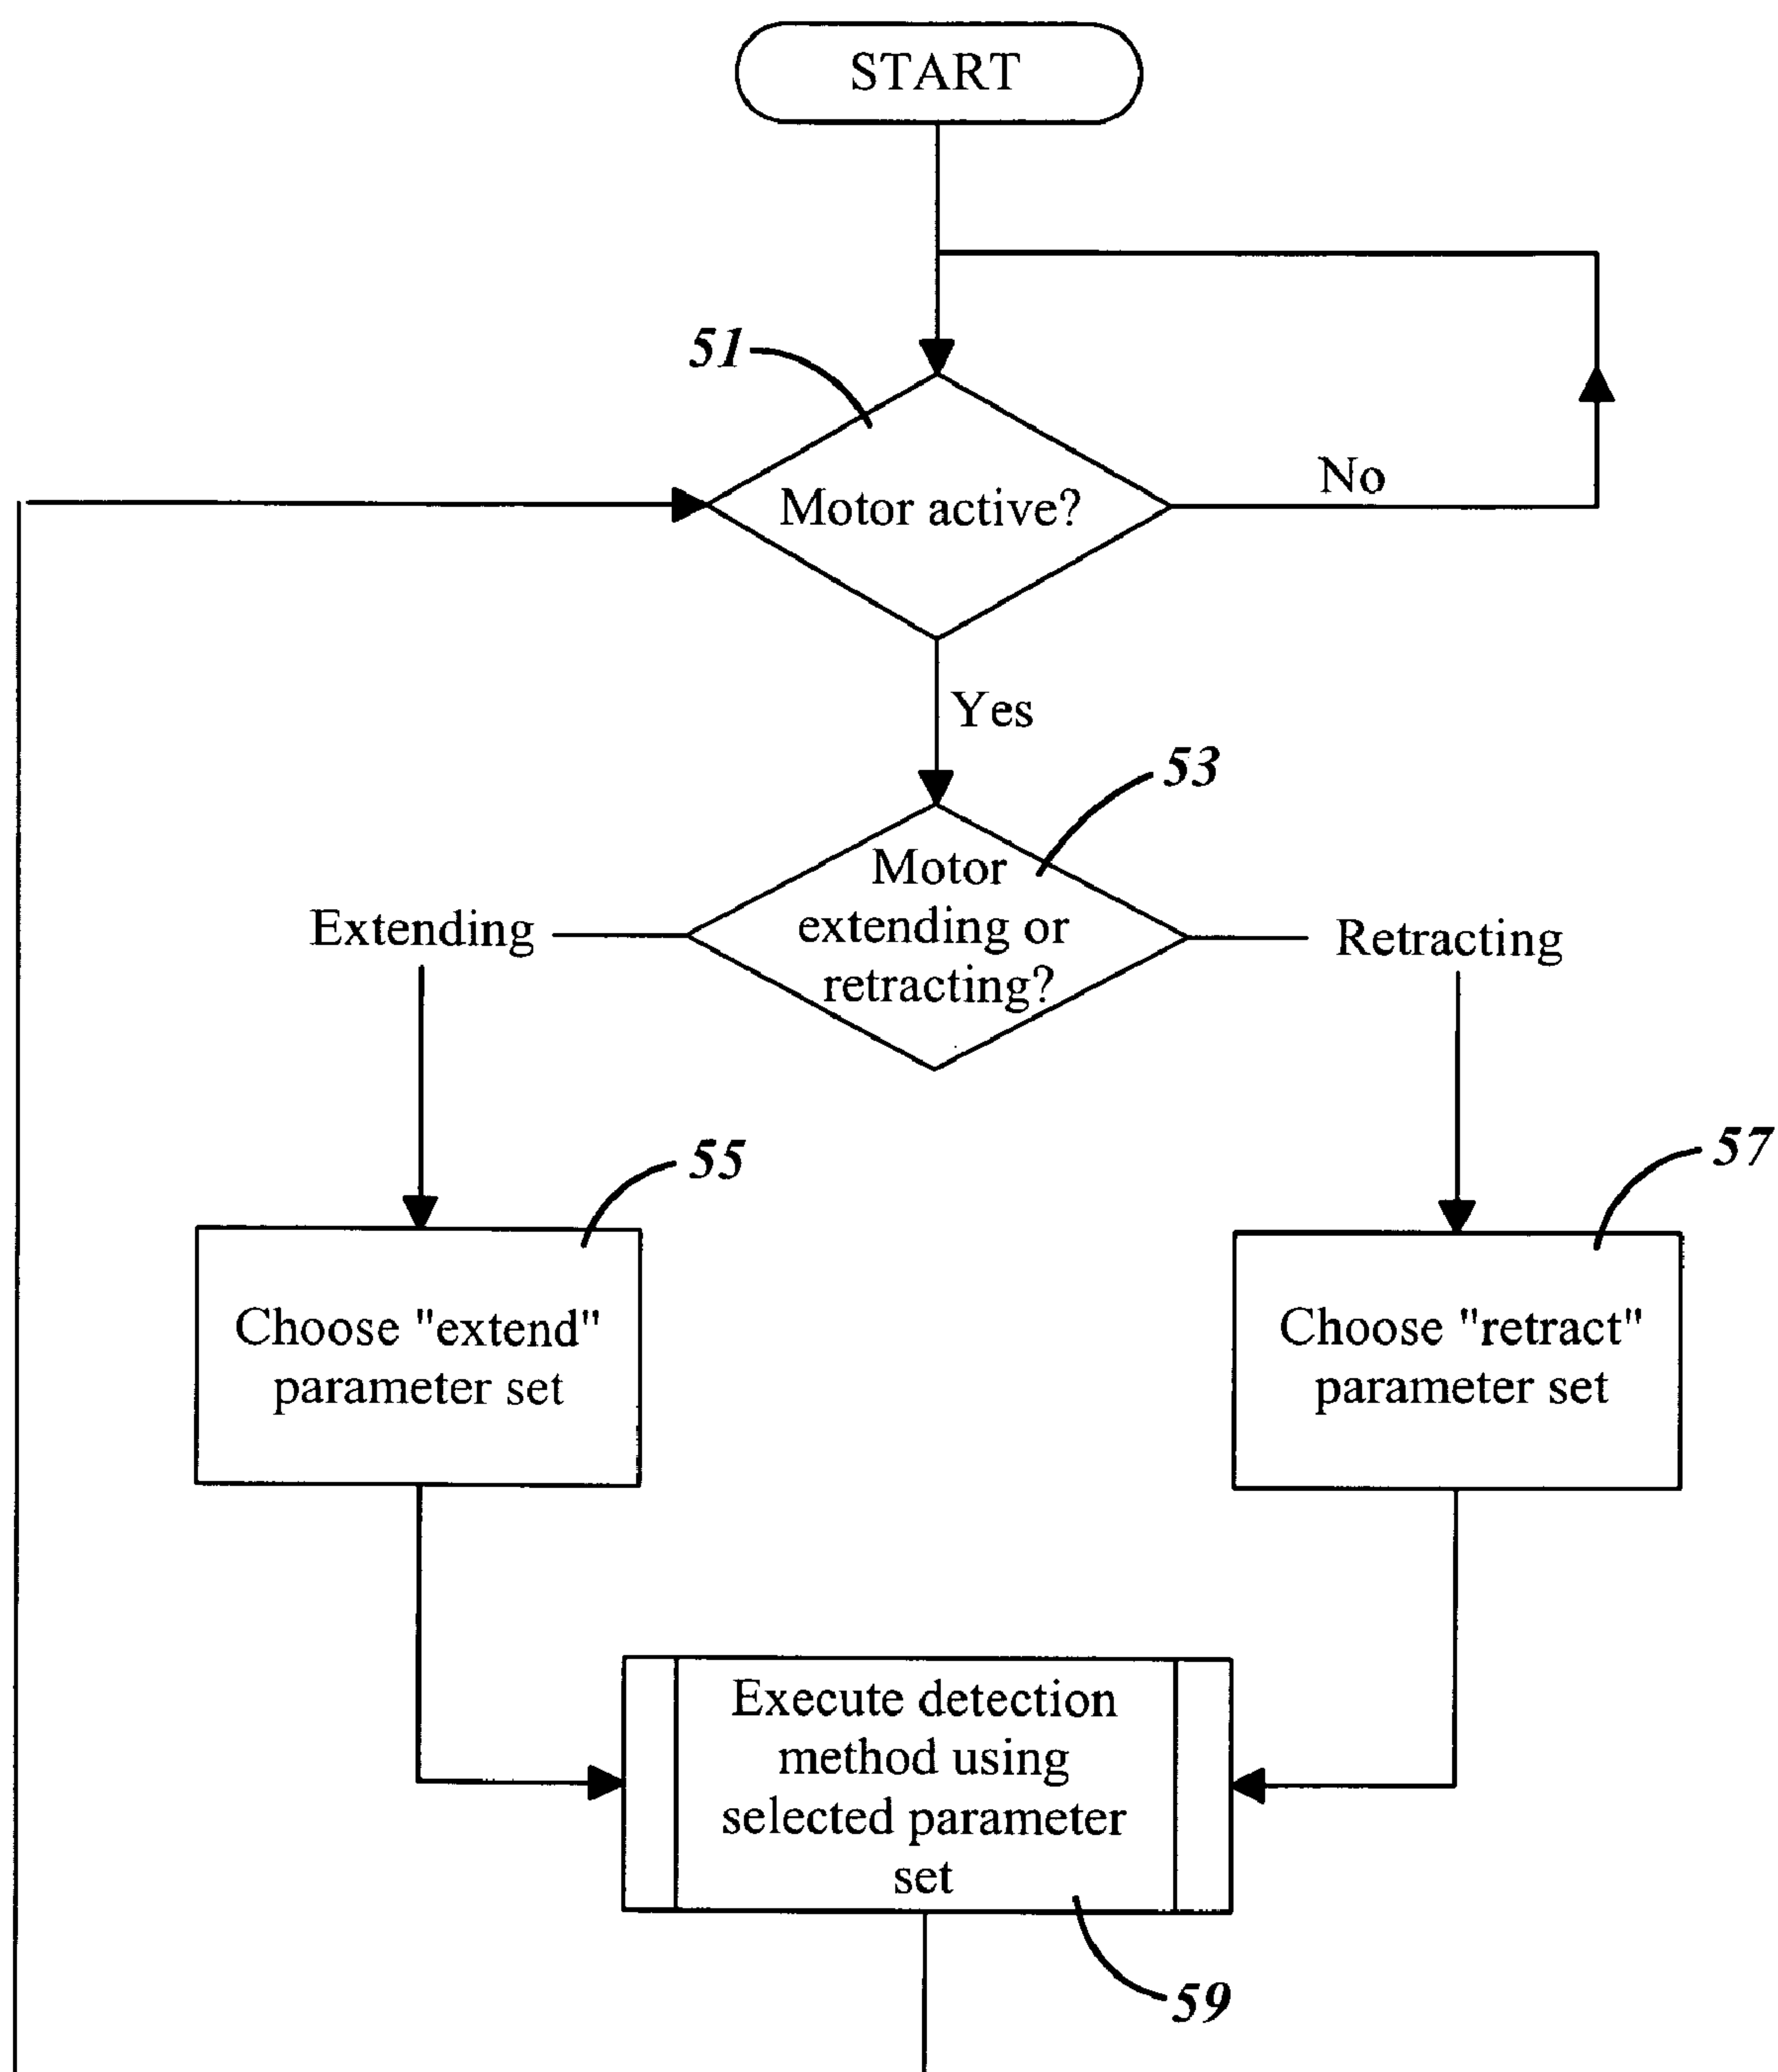 START
51
Motor active?
No
Yes
53
Motor
extending or
retracting?
Extending
Retracting
55
57
Choose "extend"
parameter set
Choose "retract"
parameter set
Execute detection
method using
selected parameter
set
59